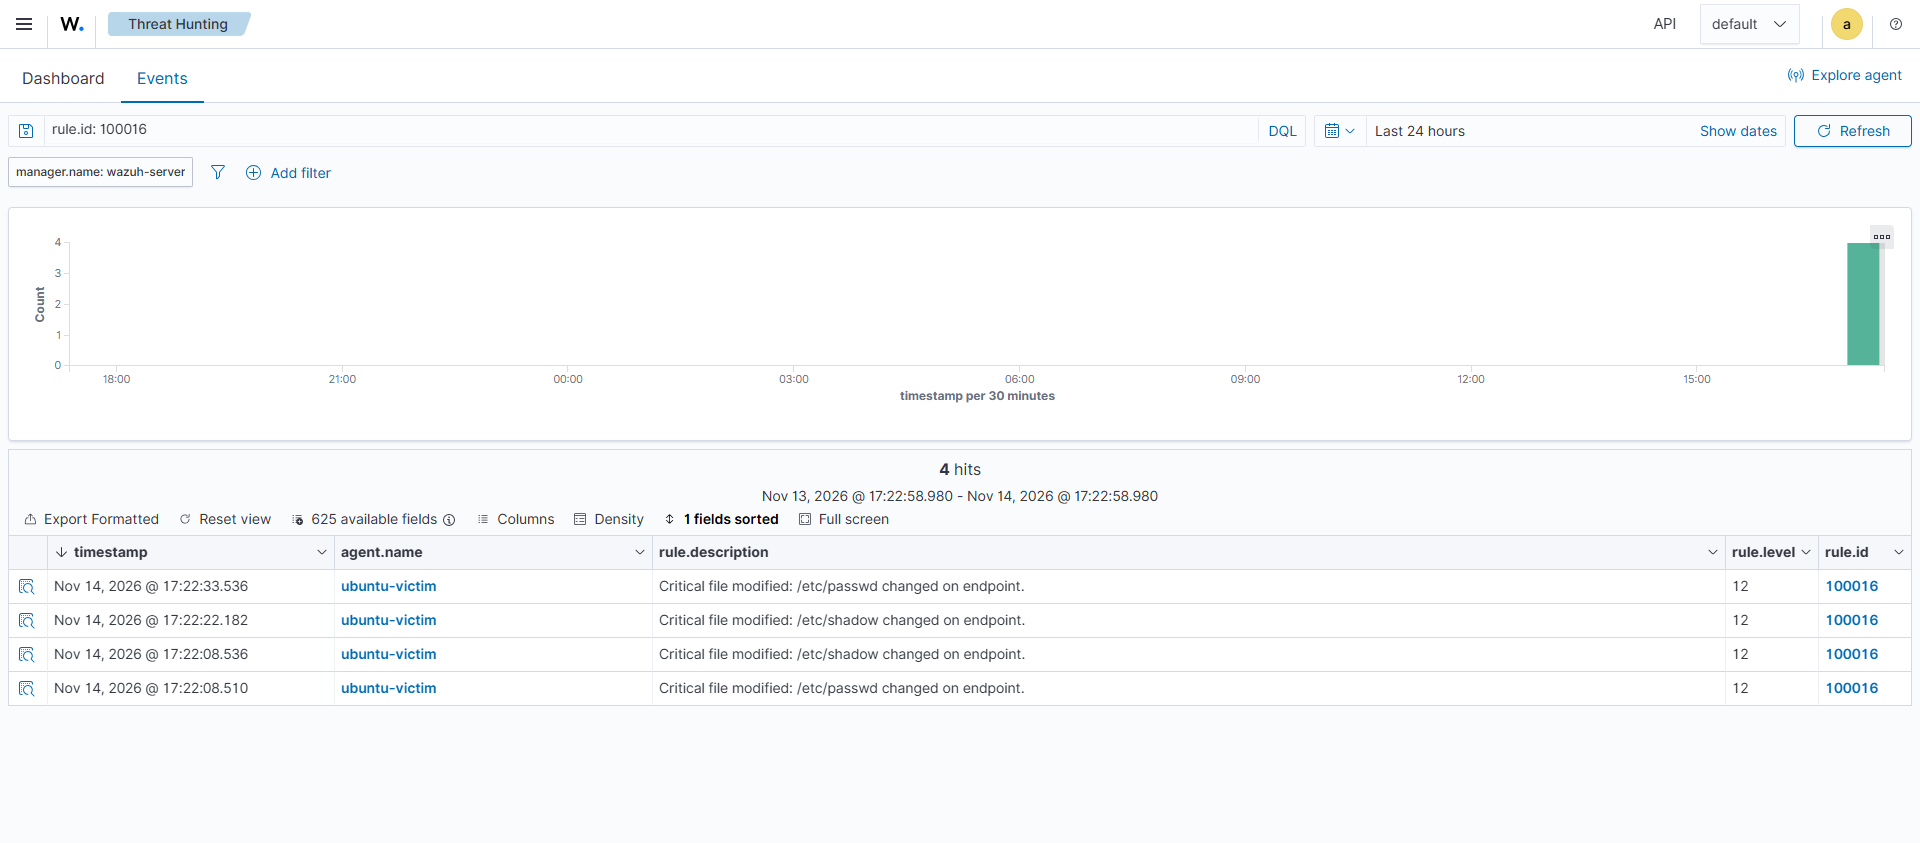 W. Threat Hunting API default a
Dashboard Events Explore agent
rule.id: 100016 DQL Last 24 hours Show dates Refresh
manager.name: wazuh-server Add filter
4
3
2
1
0
Count
18:00 21:00 00:00 03:00 06:00 09:00 12:00 15:00
timestamp per 30 minutes
4 hits
Nov 13, 2026 @ 17:22:58.980 - Nov 14, 2026 @ 17:22:58.980
Export Formatted Reset view 625 available fields Columns Density 1 fields sorted Full screen
timestamp agent.name rule.description rule.level rule.id
Nov 14, 2026 @ 17:22:33.536 ubuntu-victim Critical file modified: /etc/passwd changed on endpoint. 12 100016
Nov 14, 2026 @ 17:22:22.182 ubuntu-victim Critical file modified: /etc/shadow changed on endpoint. 12 100016
Nov 14, 2026 @ 17:22:08.536 ubuntu-victim Critical file modified: /etc/shadow changed on endpoint. 12 100016
Nov 14, 2026 @ 17:22:08.510 ubuntu-victim Critical file modified: /etc/passwd changed on endpoint. 12 100016